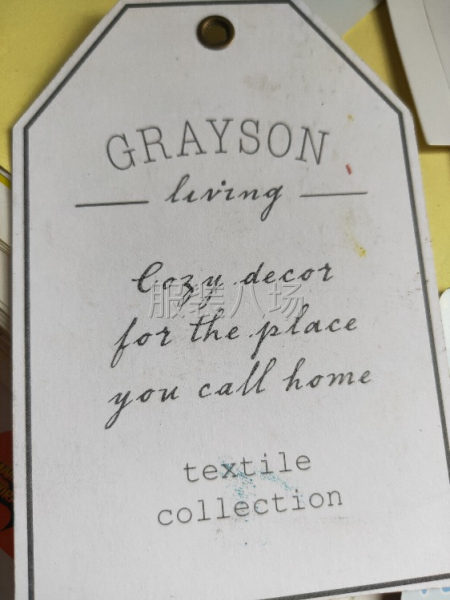 GRAYSON
living
Cozy decor
服装八场
for the place
you call home
textile
collection